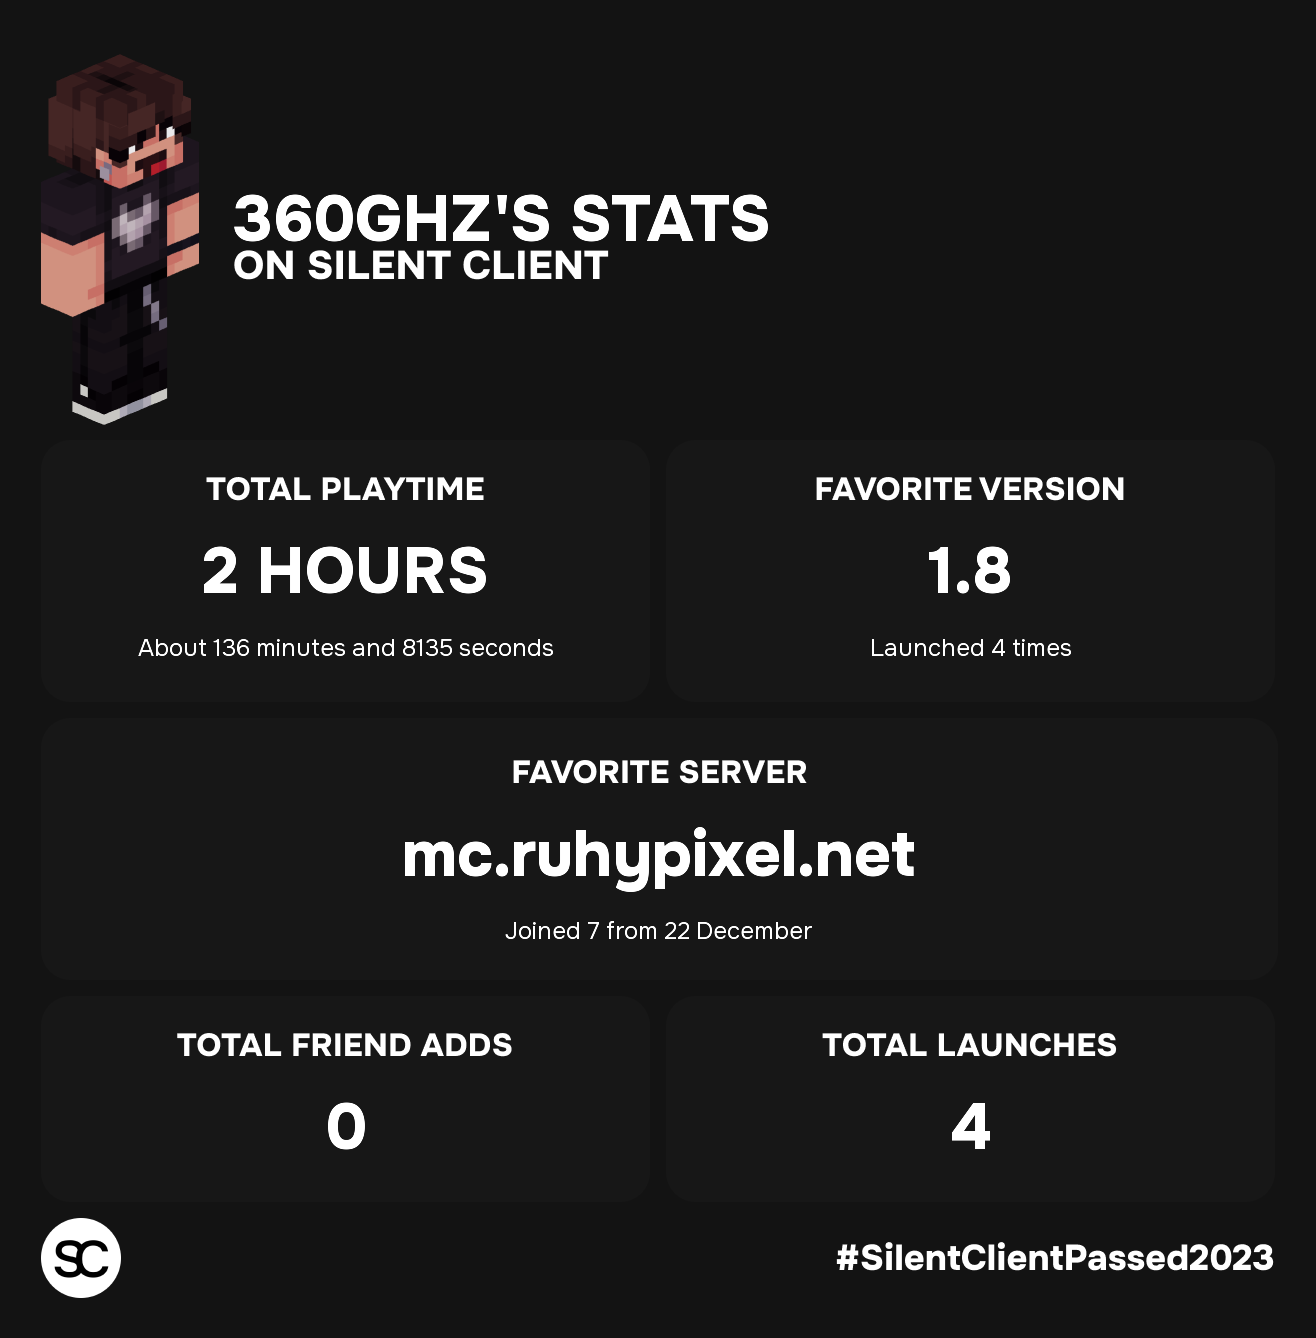 360GHZ'S STATS
ON SILENT CLIENT
TOTAL PLAYTIME
2 HOURS
About 136 minutes and 8135 seconds
FAVORITE VERSION
1.8
Launched 4 times
FAVORITE SERVER
mc.ruhypixel.net
Joined 7 from 22 December
TOTAL FRIEND ADDS
0
TOTAL LAUNCHES
4
SC
#SilentClientPassed2023